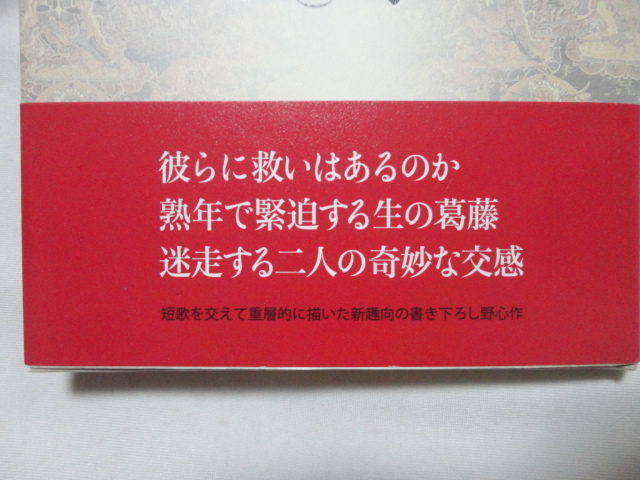 彼らに救いはあるのか
熟年で緊迫する生の葛藤
迷走する二人の奇妙な交感
短歌を交えて重層的に描いた新趣向の書き下ろし野心作